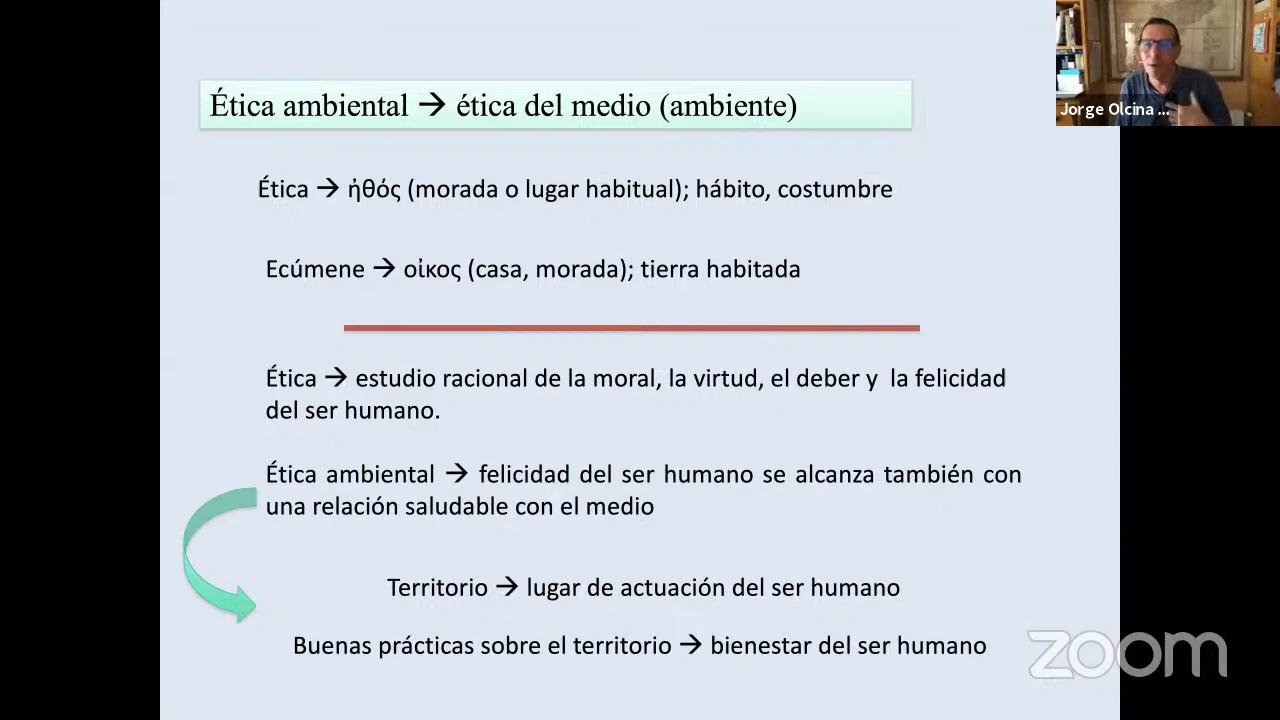 Jorge Olcina ...
Ética ambiental → ética del medio (ambiente)
Ética → ἠθός (morada o lugar habitual); hábito, costumbre
Ecúmene → οἶκος (casa, morada); tierra habitada
Ética → estudio racional de la moral, la virtud, el deber y la felicidad
del ser humano.
Ética ambiental → felicidad del ser humano se alcanza también con
una relación saludable con el medio
Territorio → lugar de actuación del ser humano
Buenas prácticas sobre el territorio → bienestar del ser humano
zoom